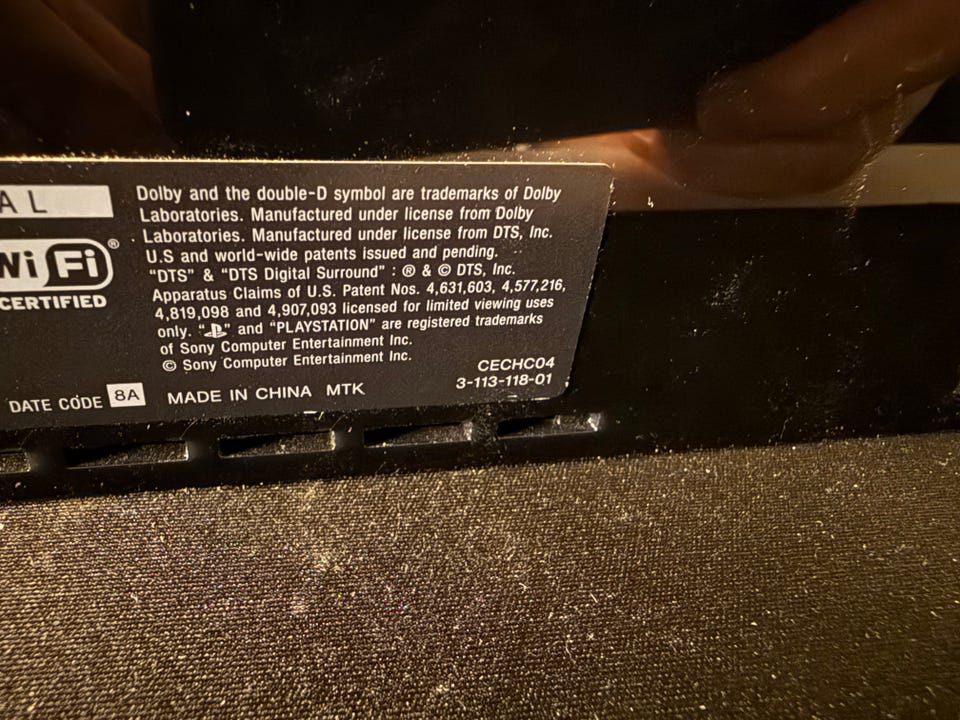 AL
Dolby and the double-D symbol are trademarks of Dolby
Laboratories. Manufactured under license from Dolby
Laboratories. Manufactured under license from DTS, Inc.
U.S and world-wide patents issued and pending.
“DTS” & “DTS Digital Surround” : ® & © DTS, Inc.
Apparatus Claims of U.S. Patent Nos. 4,631,603, 4,577,216,
4,819,098 and 4,907,093 licensed for limited viewing uses
only. “PS” and “PLAYSTATION” are registered trademarks
of Sony Computer Entertainment Inc.
© Sony Computer Entertainment Inc.
Wi Fi®
CERTIFIED
CECHC04
3-113-118-01
DATE CODE 8A MADE IN CHINA MTK